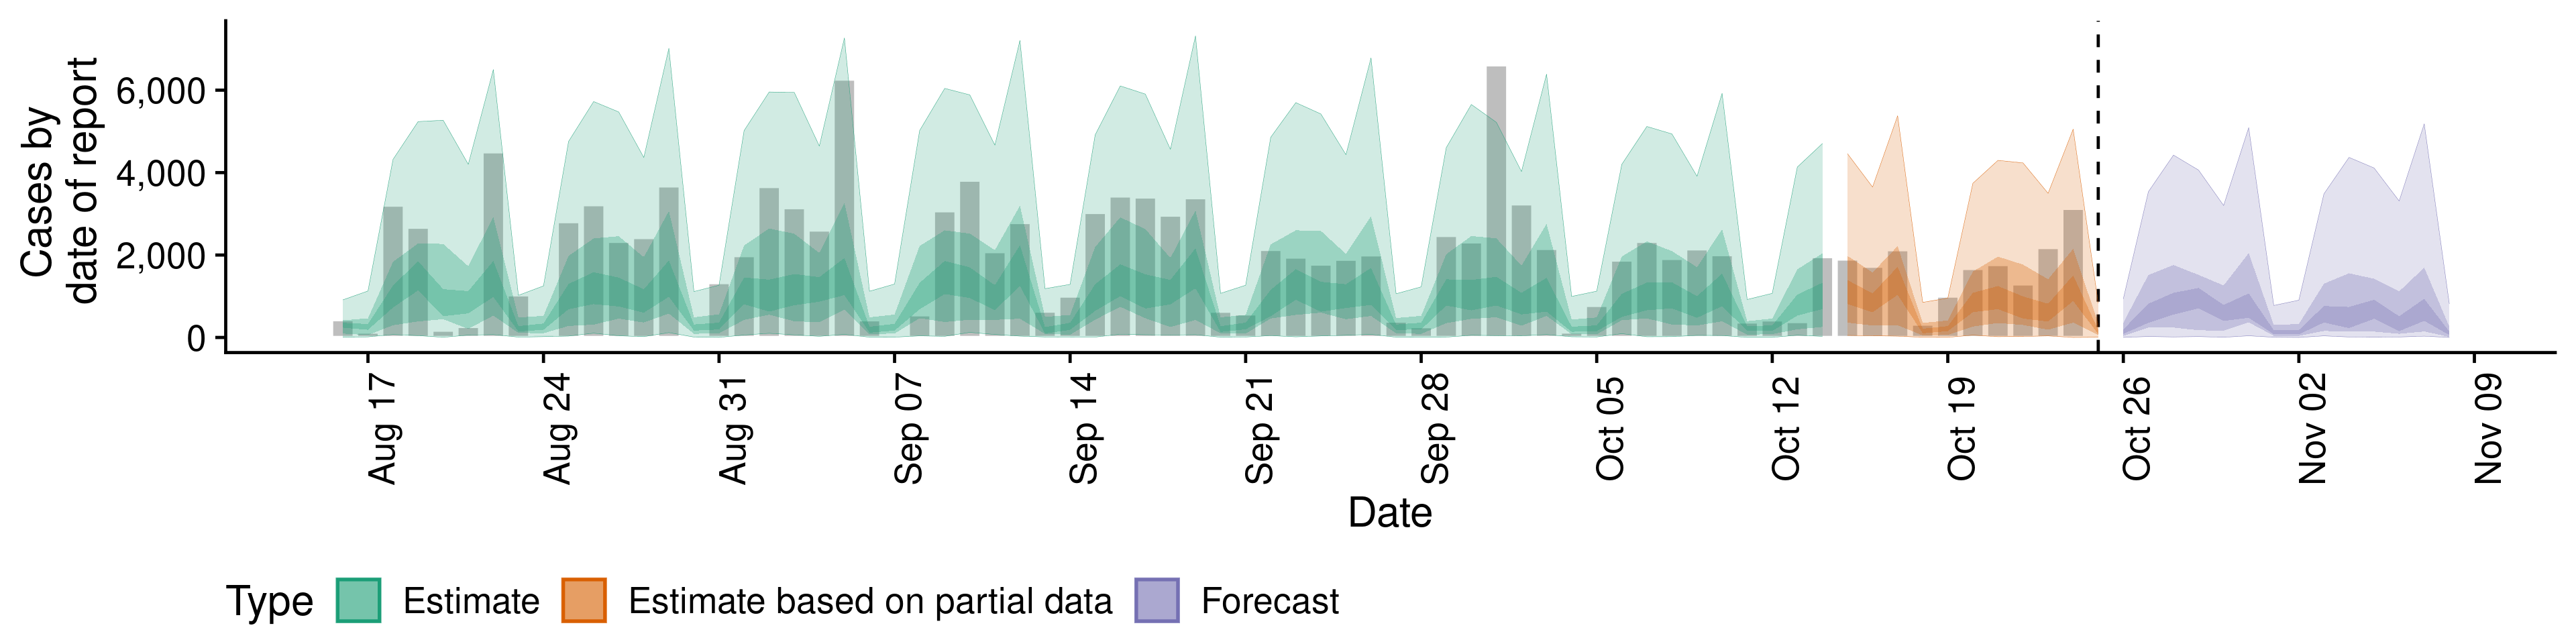 Cases by
date of report
6,000
4,000
2,000
0
Aug 17
Aug 24
Aug 31
Sep 07
Sep 14
Sep 21
Sep 28
Oct 05
Oct 12
Oct 19
Oct 26
Nov 02
Nov 09
Date
Type Estimate Estimate based on partial data Forecast